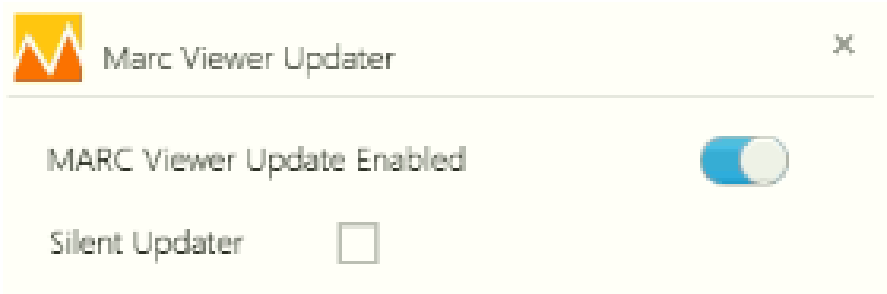 Marc Viewer Updater
MARC Viewer Update Enabled
Silent Updater